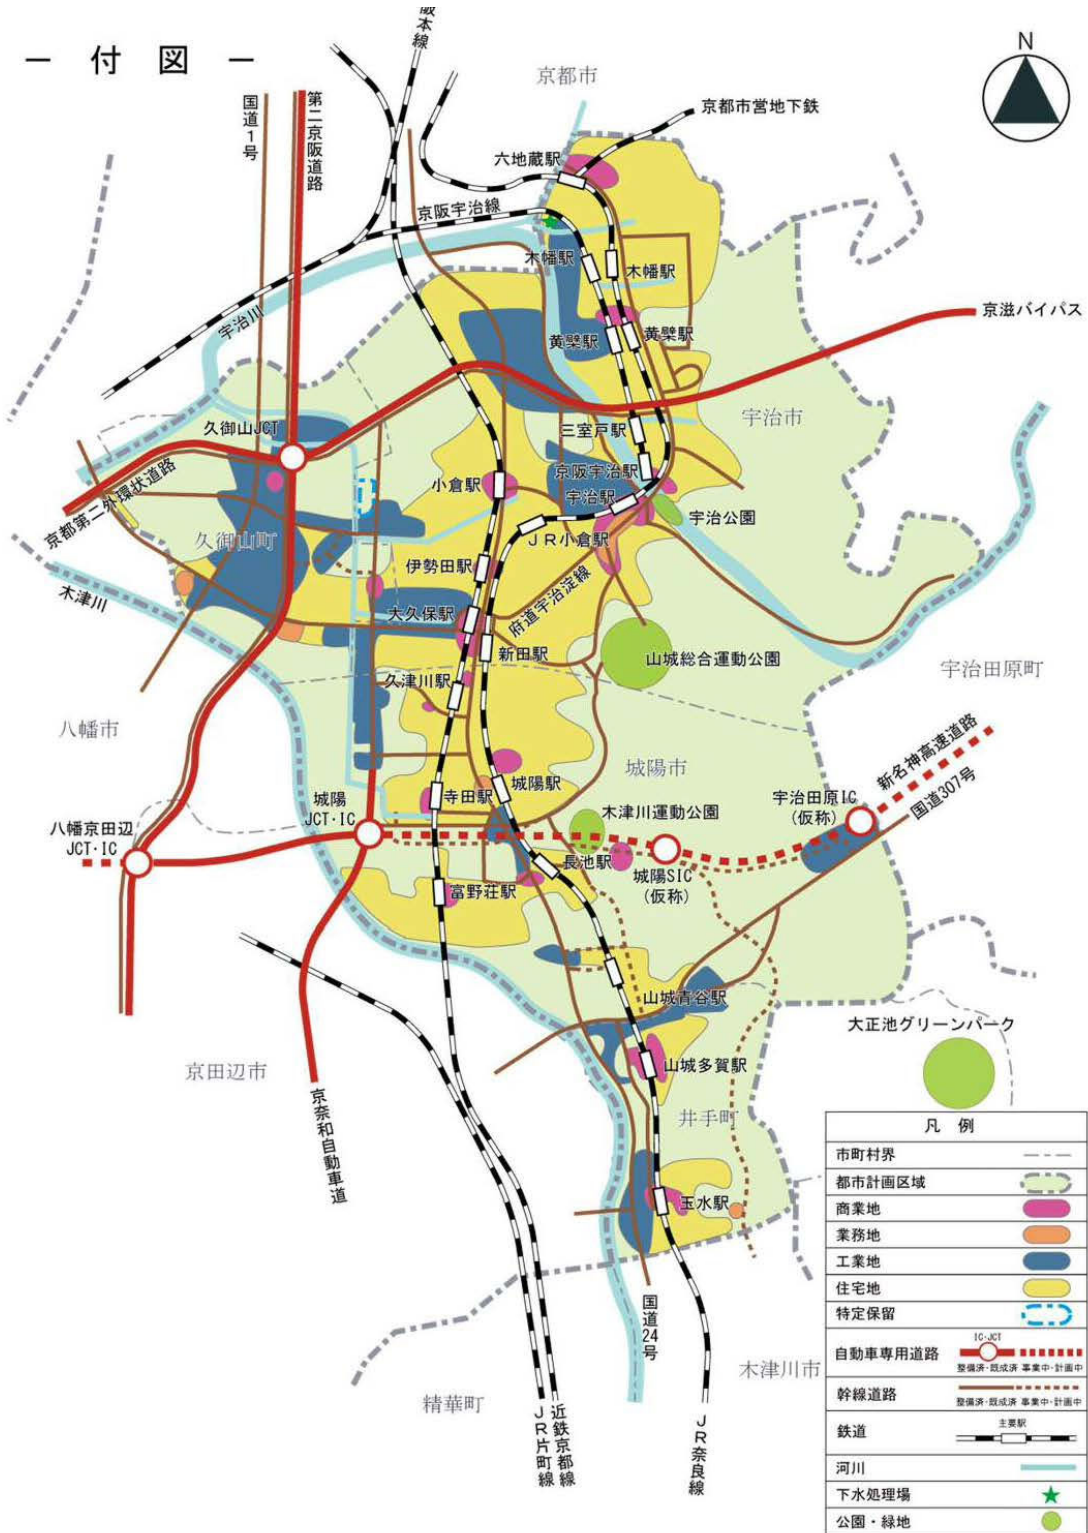 阪本線
－ 付 図 －
N
京都市
国道1号
第二京阪道路
京都市営地下鉄
六地蔵駅
京阪宇治線
木幡駅
木幡駅
宇治川
京滋バイパス
黄檗駅
黄檗駅
宇治市
久御山JCT
三室戸駅
京阪宇治駅
小倉駅
宇治駅
京都第二外環状道路
宇治公園
久御山町
JR小倉駅
伊勢田駅
木津川
大久保駅
府道宇治淀線
新田駅
山城総合運動公園
宇治田原町
久津川駅
八幡市
城陽市
新名神高速道路
城陽駅
寺田駅
宇治田原IC
(仮称)
国道307号
城陽
JCT・IC
木津川運動公園
八幡京田辺
JCT・IC
長池駅
城陽SIC
(仮称)
富野荘駅
山城青谷駅
大正池グリーンパーク
京田辺市
山城多賀駅
京奈和自動車道
井手町
玉水駅
国道24号
木津川市
精華町
JR片町線
近鉄京都線
JR奈良線
凡 例
市町村界
都市計画区域
商業地
業務地
工業地
住宅地
特定保留
自動車専用道路
IC・JCT
整備済・既成済 事業中・計画中
幹線道路
整備済・既成済 事業中・計画中
鉄道
主要駅
河川
下水処理場
公園・緑地